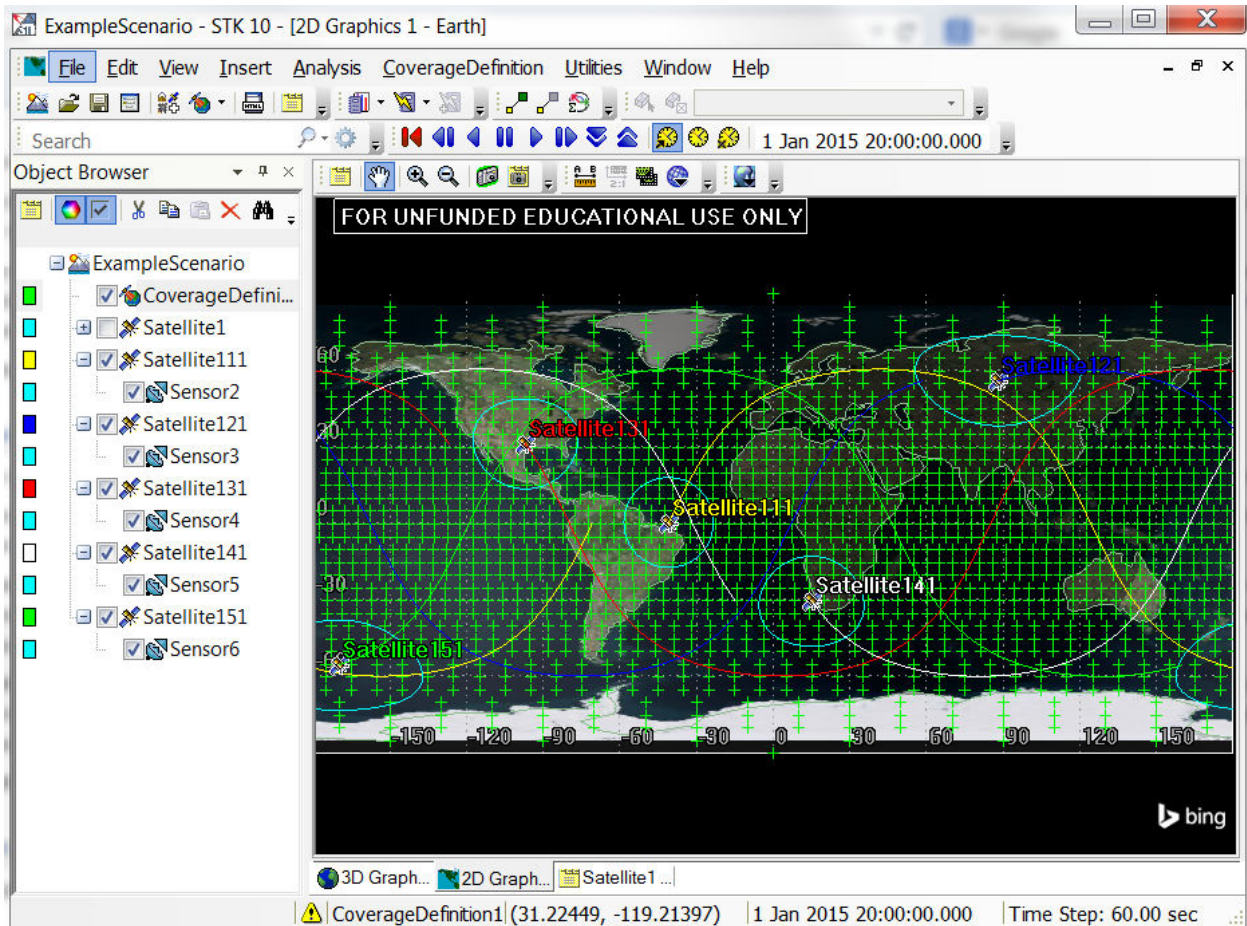 ExampleScenario - STK 10 - [2D Graphics 1 - Earth]
File Edit View Insert Analysis CoverageDefinition Utilities Window Help
Search
1 Jan 2015 20:00:00.000
Object Browser
FOR UNFUNDED EDUCATIONAL USE ONLY
ExampleScenario
CoverageDefini...
Satellite1
Satellite111
Sensor2
Satellite121
Sensor3
Satellite131
Sensor4
Satellite141
Sensor5
Satellite151
Sensor6
60
Satellite121
Satellite131
0
Satellite111
-30
Satellite141
Satellite151
-150 -120 -90 -60 -30 0 30 60 90 120 150
bing
3D Graph... 2D Graph... Satellite1 ...
CoverageDefinition1 (31.22449, -119.21397) 1 Jan 2015 20:00:00.000 Time Step: 60.00 sec